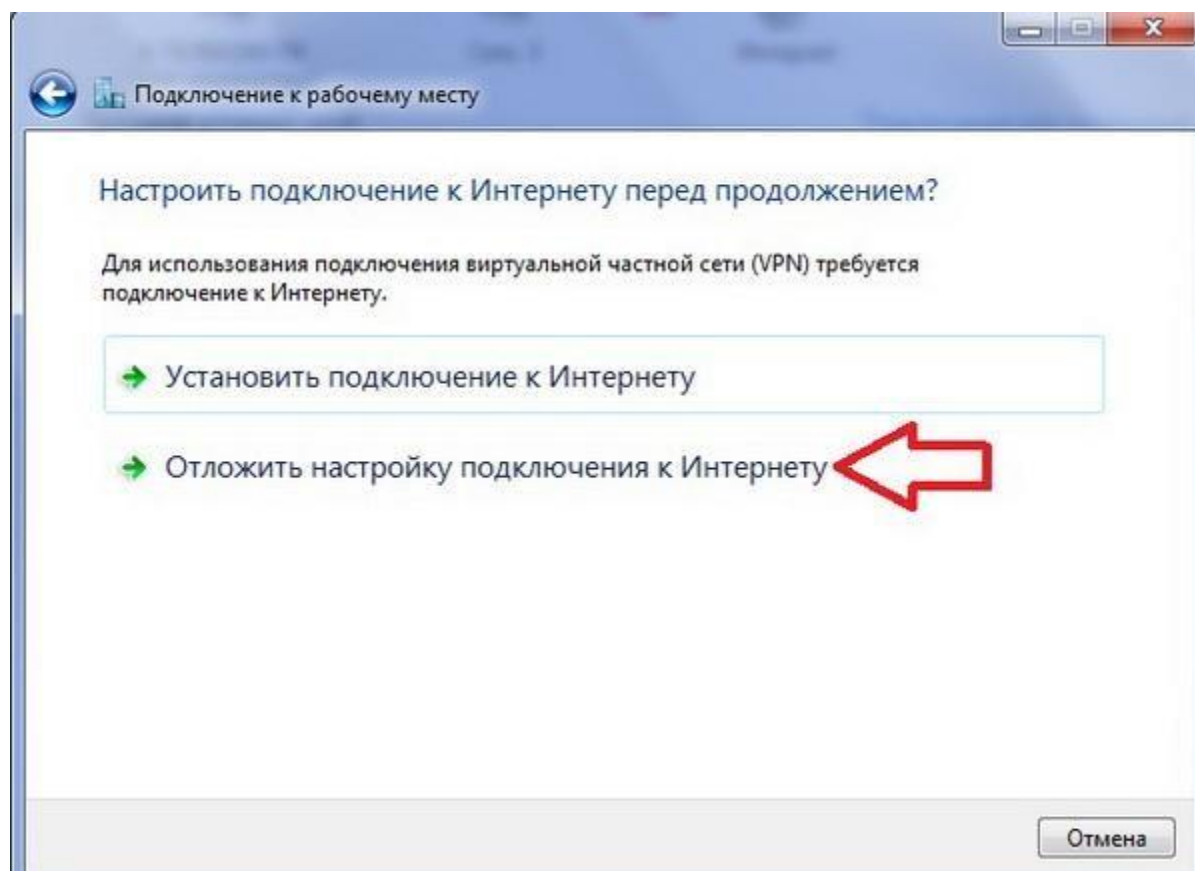 Подключение к рабочему месту
Настроить подключение к Интернету перед продолжением?
Для использования подключения виртуальной частной сети (VPN) требуется
подключение к Интернету.
Установить подключение к Интернету
Отложить настройку подключения к Интернету
Отмена